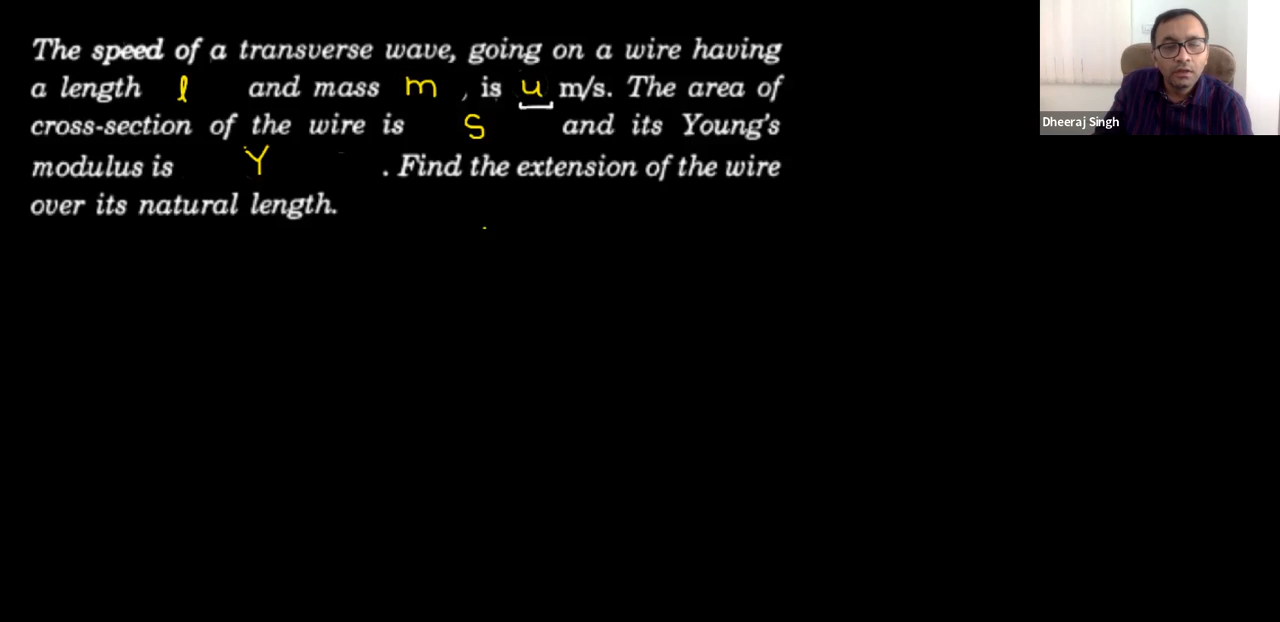 The speed of a transverse wave, going on a wire having
a length l and mass m , is u m/s. The area of
cross-section of the wire is S and its Young's
modulus is Y . Find the extension of the wire
over its natural length.
Dheeraj Singh